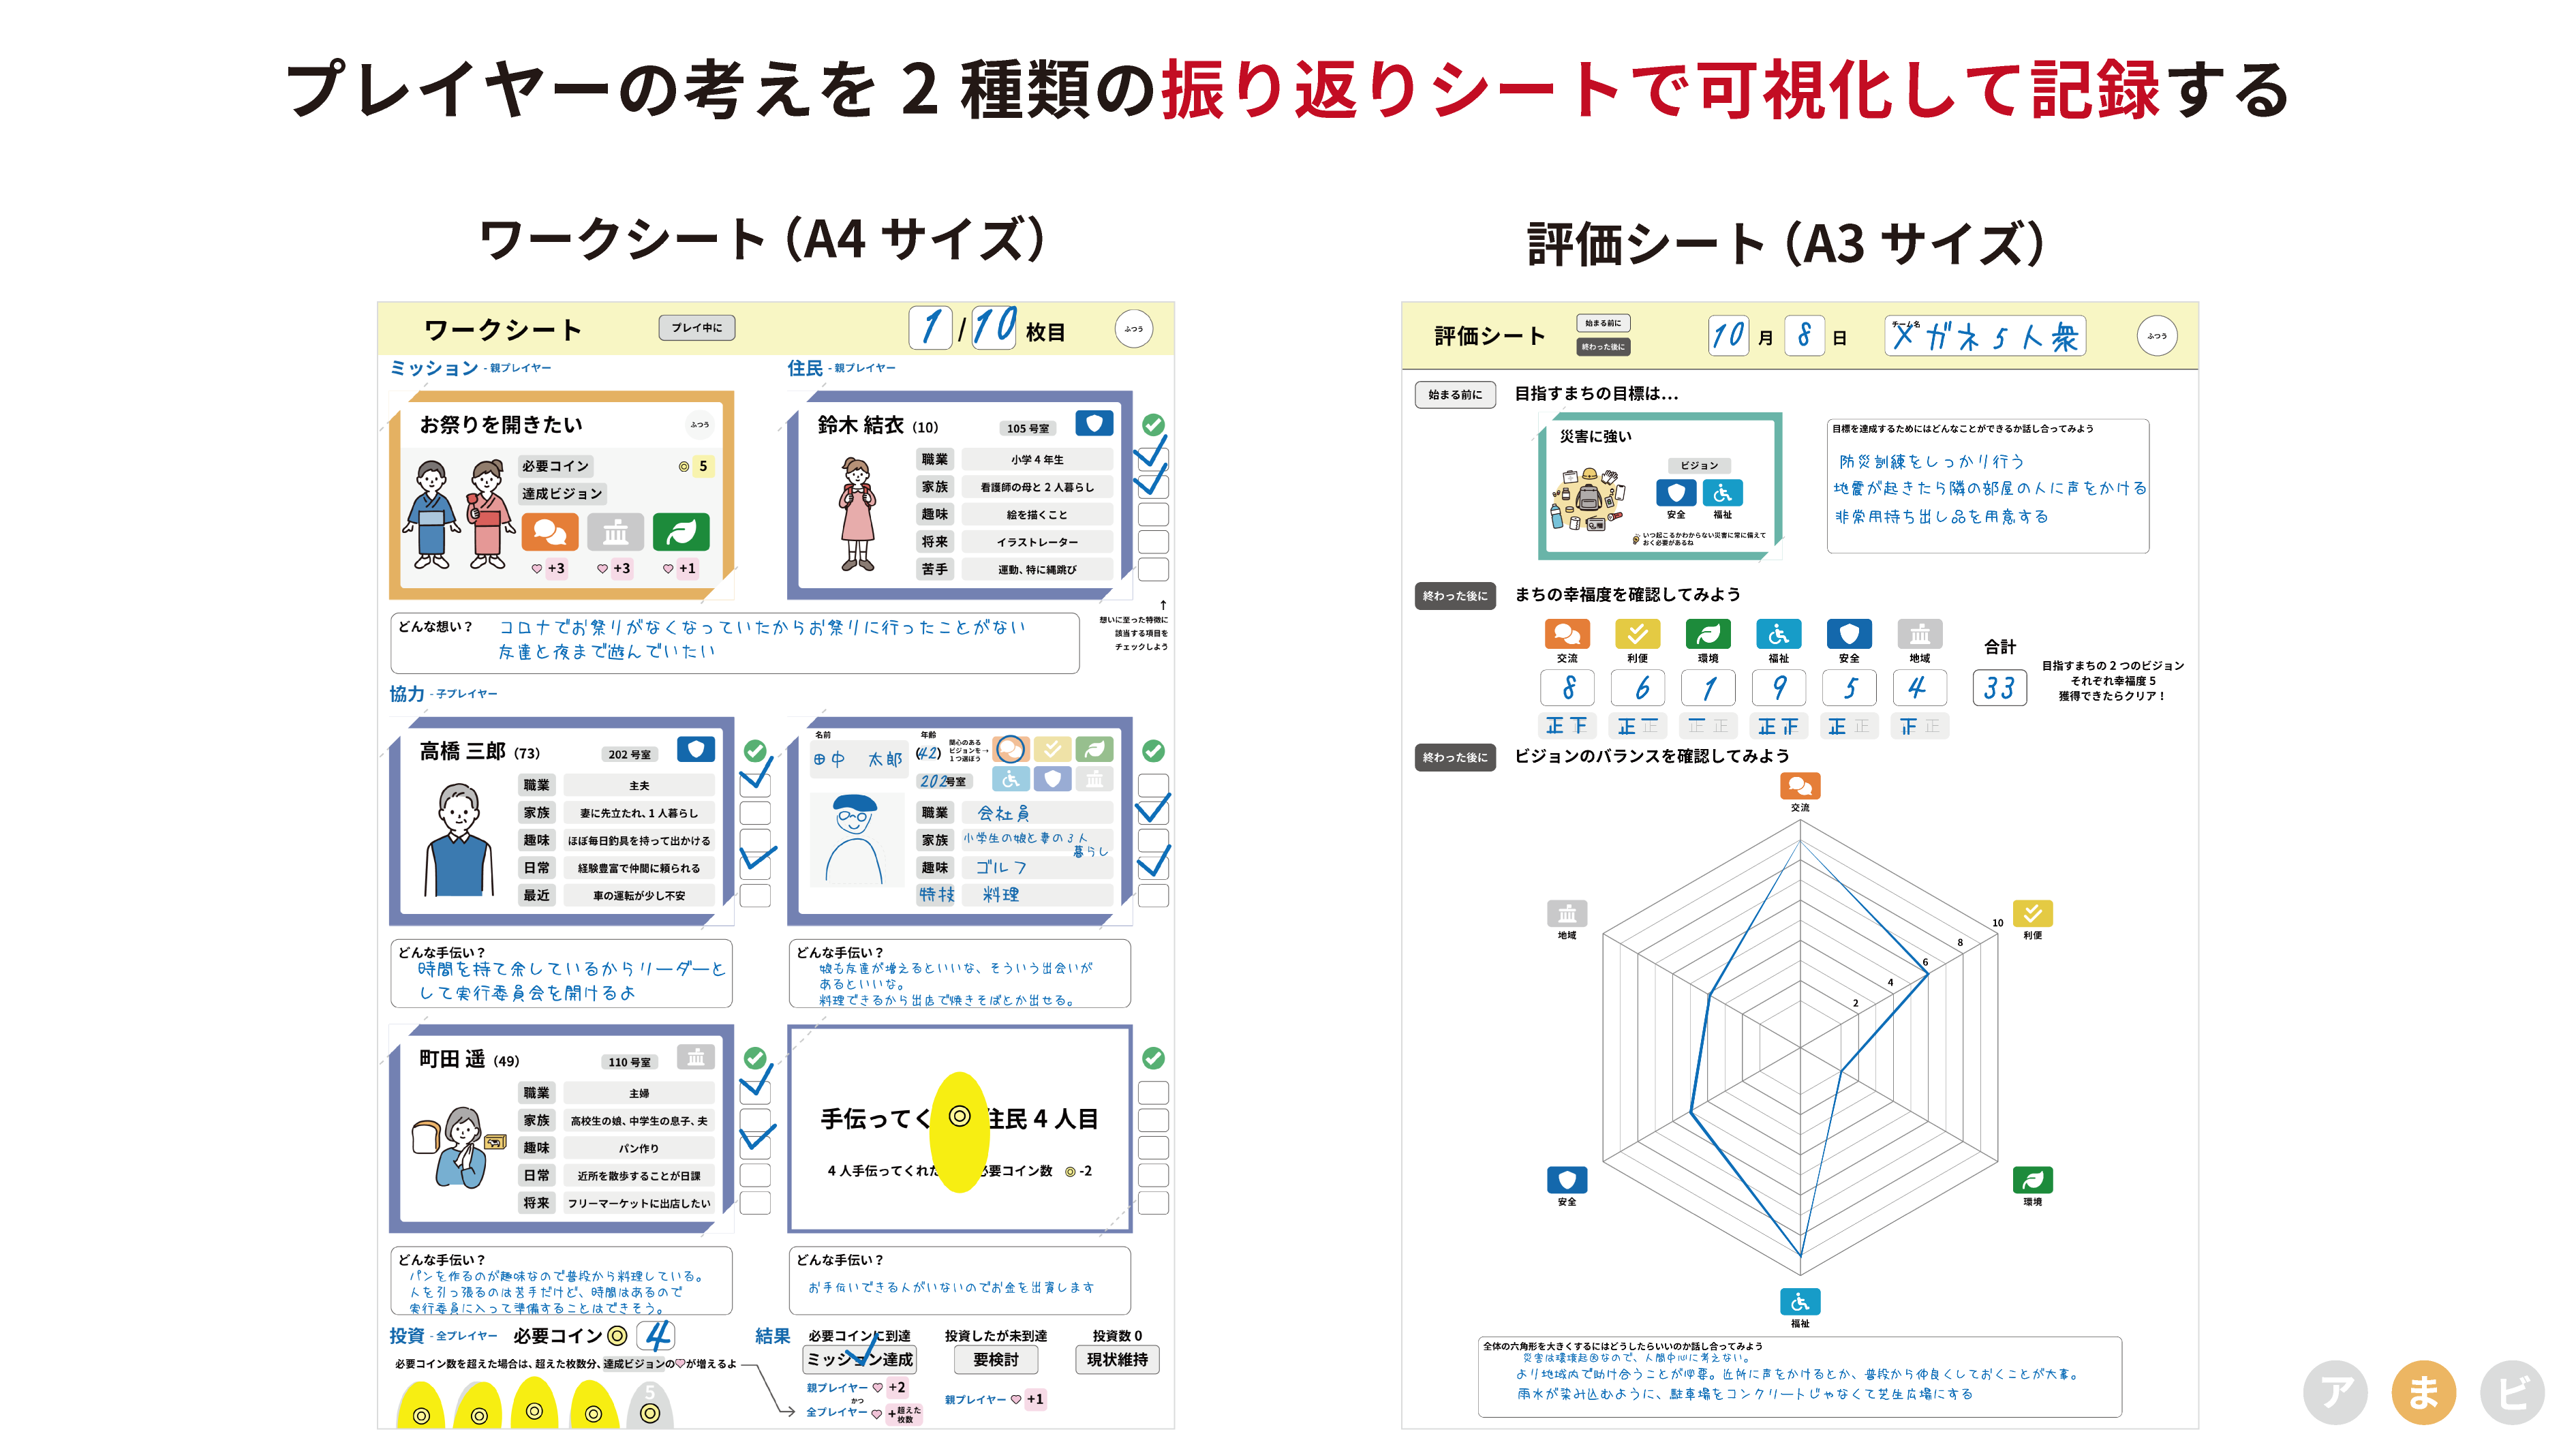 プレイヤーの考えを 2 種類の振り返りシートで可視化して記録する
ワークシート（A4 サイズ）
ワークシート
プレイ中に
1 / 10 枚目
ふつう
ミッション - 親プレイヤー
お祭りを開きたい
ふつう
必要コイン
5
達成ビジョン
+3
+3
+1
住民 - 親プレイヤー
鈴木 結衣（10）
105 号室
職業 小学 4 年生
家族 看護師の母と 2 人暮らし
趣味 絵を描くこと
将来 イラストレーター
苦手 運動、特に縄跳び
↑
想いに至った特徴に
該当する項目を
チェックしよう
どんな想い？
コロナでお祭りがなくなっていたからお祭りに行ったことがない
友達と夜まで遊んでいたい
協力 - 子プレイヤー
高橋 三郎（73）
202 号室
職業 主夫
家族 妻に先立たれ、1 人暮らし
趣味 ほぼ毎日釣具を持って出かける
日常 経験豊富で仲間に頼られる
最近 車の運転が少し不安
どんな手伝い？
時間を持て余しているからリーダーと
して実行委員会を開けるよ
名前
田中 太郎
年齢
（42）
関心のある
ビジョンを→
1つ選ぼう
202号室
職業 会社員
家族 小学生の娘と妻の3人
暮らし
趣味 ゴルフ
特技 料理
どんな手伝い？
娘も友達が増えるといいな、そういう出会いが
あるといいな。
料理できるから出店で焼きそばとか出せる。
町田 遥（49）
110 号室
職業 主婦
家族 高校生の娘、中学生の息子、夫
趣味 パン作り
日常 近所を散歩することが日課
将来 フリーマーケットに出店したい
どんな手伝い？
パンを作るのが趣味なので普段から料理している。
人を引っ張るのは苦手だけど、時間はあるので
実行委員に入って準備することはできそう。
手伝ってく 住民 4 人目
4 人手伝ってくれた 必要コイン数 -2
どんな手伝い？
お手伝いできる人がいないのでお金を出資します
投資 - 全プレイヤー 必要コイン 4
必要コイン数を超えた場合は、超えた枚数分、達成ビジョンの♡が増えるよ
5
結果
必要コインに到達
ミッション達成
親プレイヤー ♡ +2
かつ
全プレイヤー ♡ +超えた
枚数
投資したが未到達
要検討
親プレイヤー ♡ +1
投資数 0
現状維持
評価シート（A3 サイズ）
評価シート
始まる前に
終わった後に
10 月 8 日
チーム名
メガネ5人衆
ふつう
始まる前に
目指すまちの目標は…
災害に強い
ビジョン
安全 福祉
いつ起こるかわからない災害に常に備えて
おく必要があるね
目標を達成するためにはどんなことができるか話し合ってみよう
防災訓練をしっかり行う
地震が起きたら隣の部屋の人に声をかける
非常用持ち出し品を用意する
終わった後に
まちの幸福度を確認してみよう
交流 利便 環境 福祉 安全 地域
合計
8 6 1 9 5 4 33
目指すまちの 2 つのビジョン
それぞれ幸福度 5
獲得できたらクリア！
終わった後に
ビジョンのバランスを確認してみよう
交流
地域
利便
10
8
6
4
2
安全
環境
福祉
全体の六角形を大きくするにはどうしたらいいのか話し合ってみよう
災害は環境起因なので、人間中心に考えない。
より地域内で助け合うことが必要。近所に声をかけるとか、普段から仲良くしておくことが大事。
雨水が染み込むように、駐車場をコンクリートじゃなくて芝生広場にする
ア ま ビ